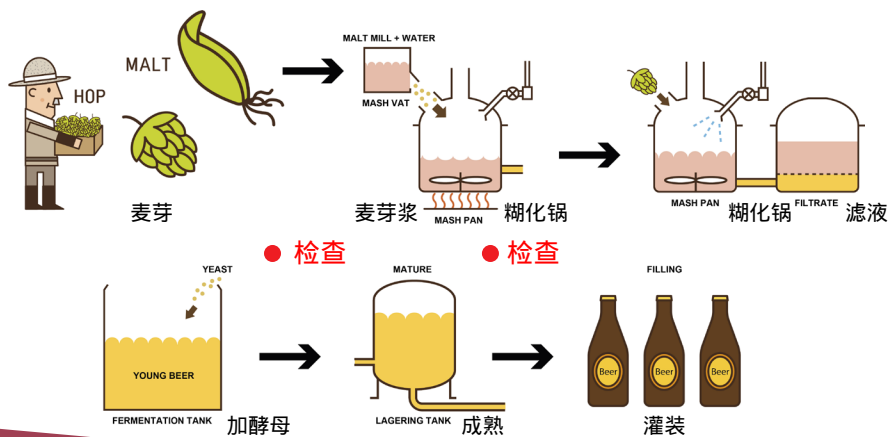 MALT
HOP
麦芽
MALT MILL + WATER
MASH VAT
麦芽浆
MASH PAN
糊化锅
MASH PAN
糊化锅
FILTRATE
滤液
检查
检查
YEAST
YOUNG BEER
FERMENTATION TANK
加酵母
MATURE
LAGERING TANK
成熟
FILLING
Beer
Beer
Beer
灌装